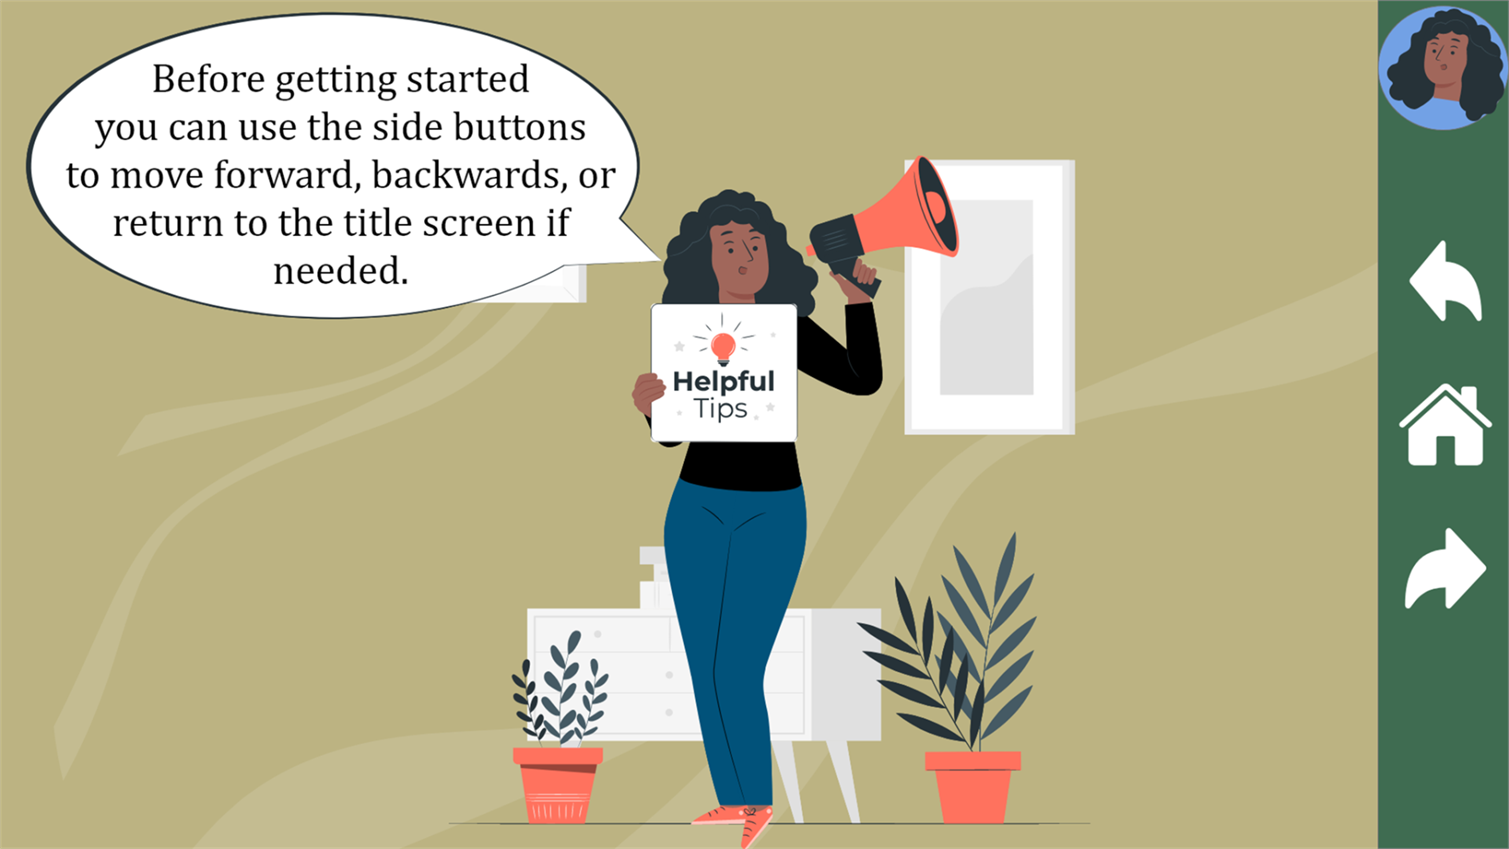 Before getting started
you can use the side buttons
to move forward, backwards, or
return to the title screen if
needed.
Helpful
Tips